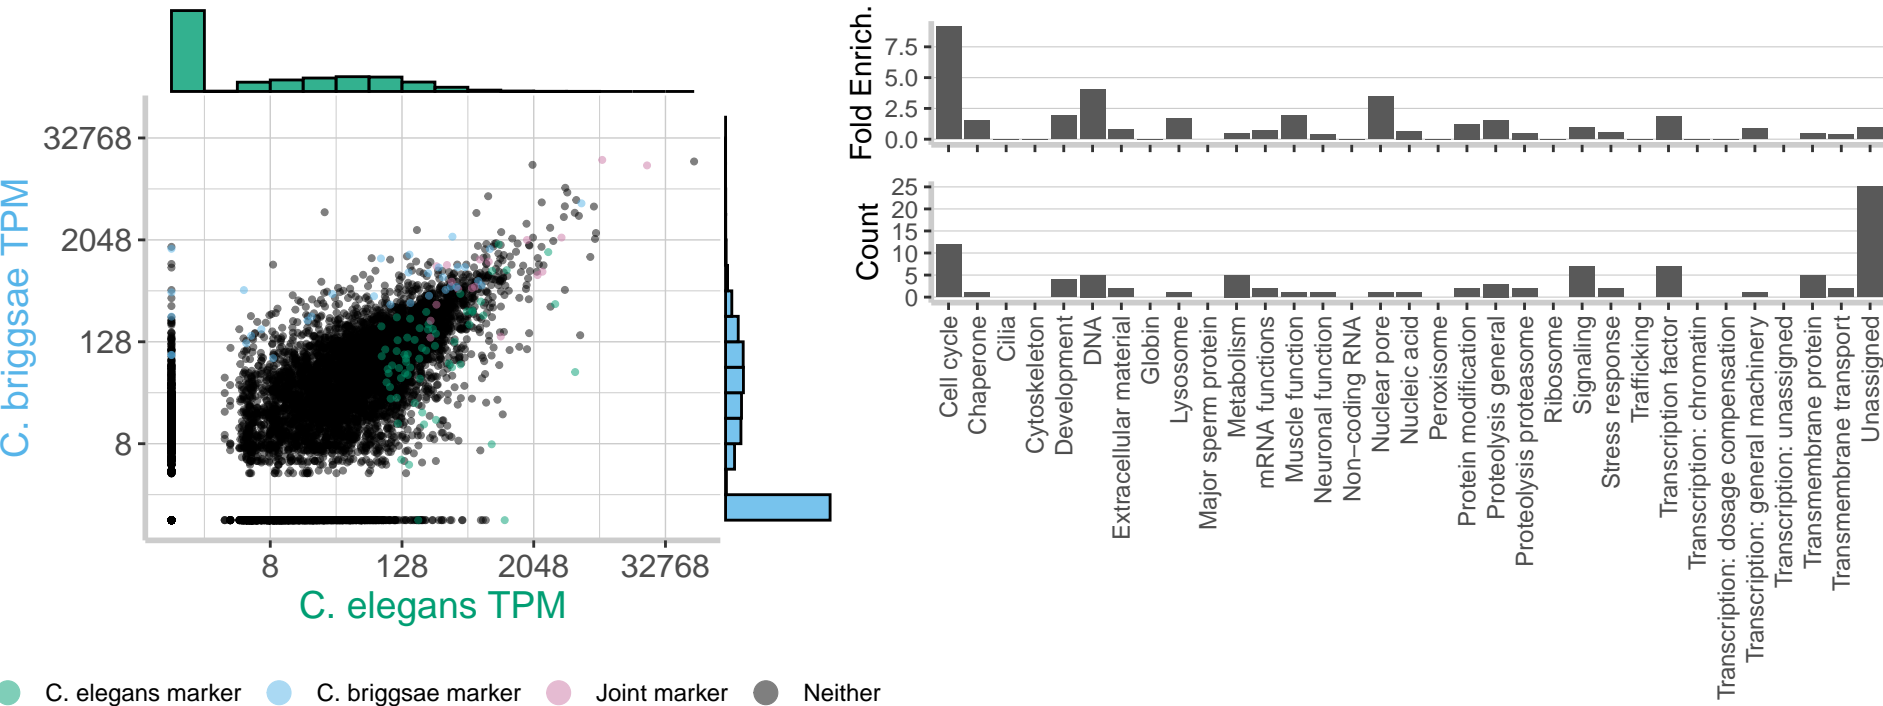 C. briggsae TPM
32768
2048
128
8
8
128
2048
32768
C. elegans TPM
C. elegans marker
C. briggsae marker
Joint marker
Neither
Fold Enrich.
7.5
5.0
2.5
0.0
Count
25
20
15
10
5
0
Cell cycle
Chaperone
Cilia
Cytoskeleton
Development
DNA
Extracellular material
Globin
Lysosome
Major sperm protein
Metabolism
mRNA functions
Muscle function
Neuronal function
Non−coding RNA
Nuclear pore
Nucleic acid
Peroxisome
Protein modification
Proteolysis general
Proteolysis proteasome
Ribosome
Signaling
Stress response
Trafficking
Transcription factor
Transcription: chromatin
Transcription: dosage compensation
Transcription: general machinery
Transcription: unassigned
Transmembrane protein
Transmembrane transport
Unassigned